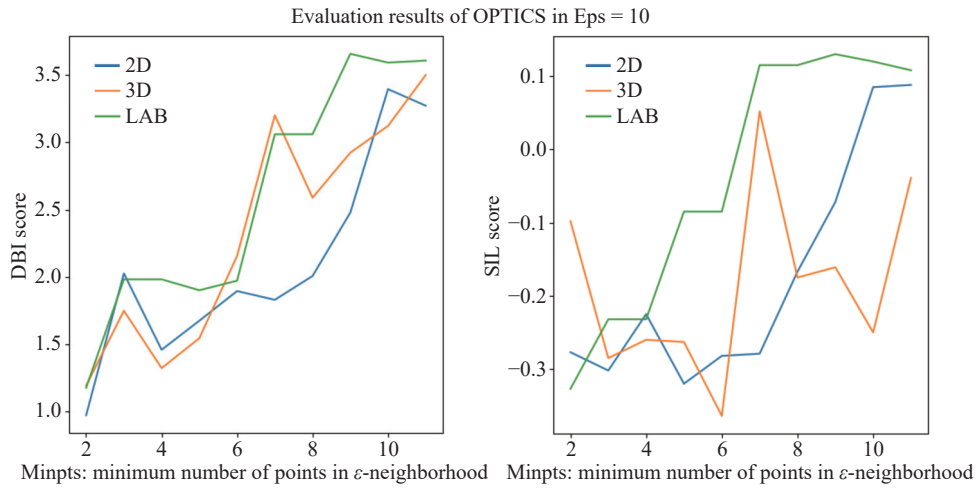 Evaluation results of OPTICS in Eps = 10
2D
3D
LAB
3.5
3.0
2.5
2.0
1.5
1.0
DBI score
2 4 6 8 10
Minpts: minimum number of points in ε-neighborhood
2D
3D
LAB
0.1
0.0
−0.1
−0.2
−0.3
SIL score
2 4 6 8 10
Minpts: minimum number of points in ε-neighborhood